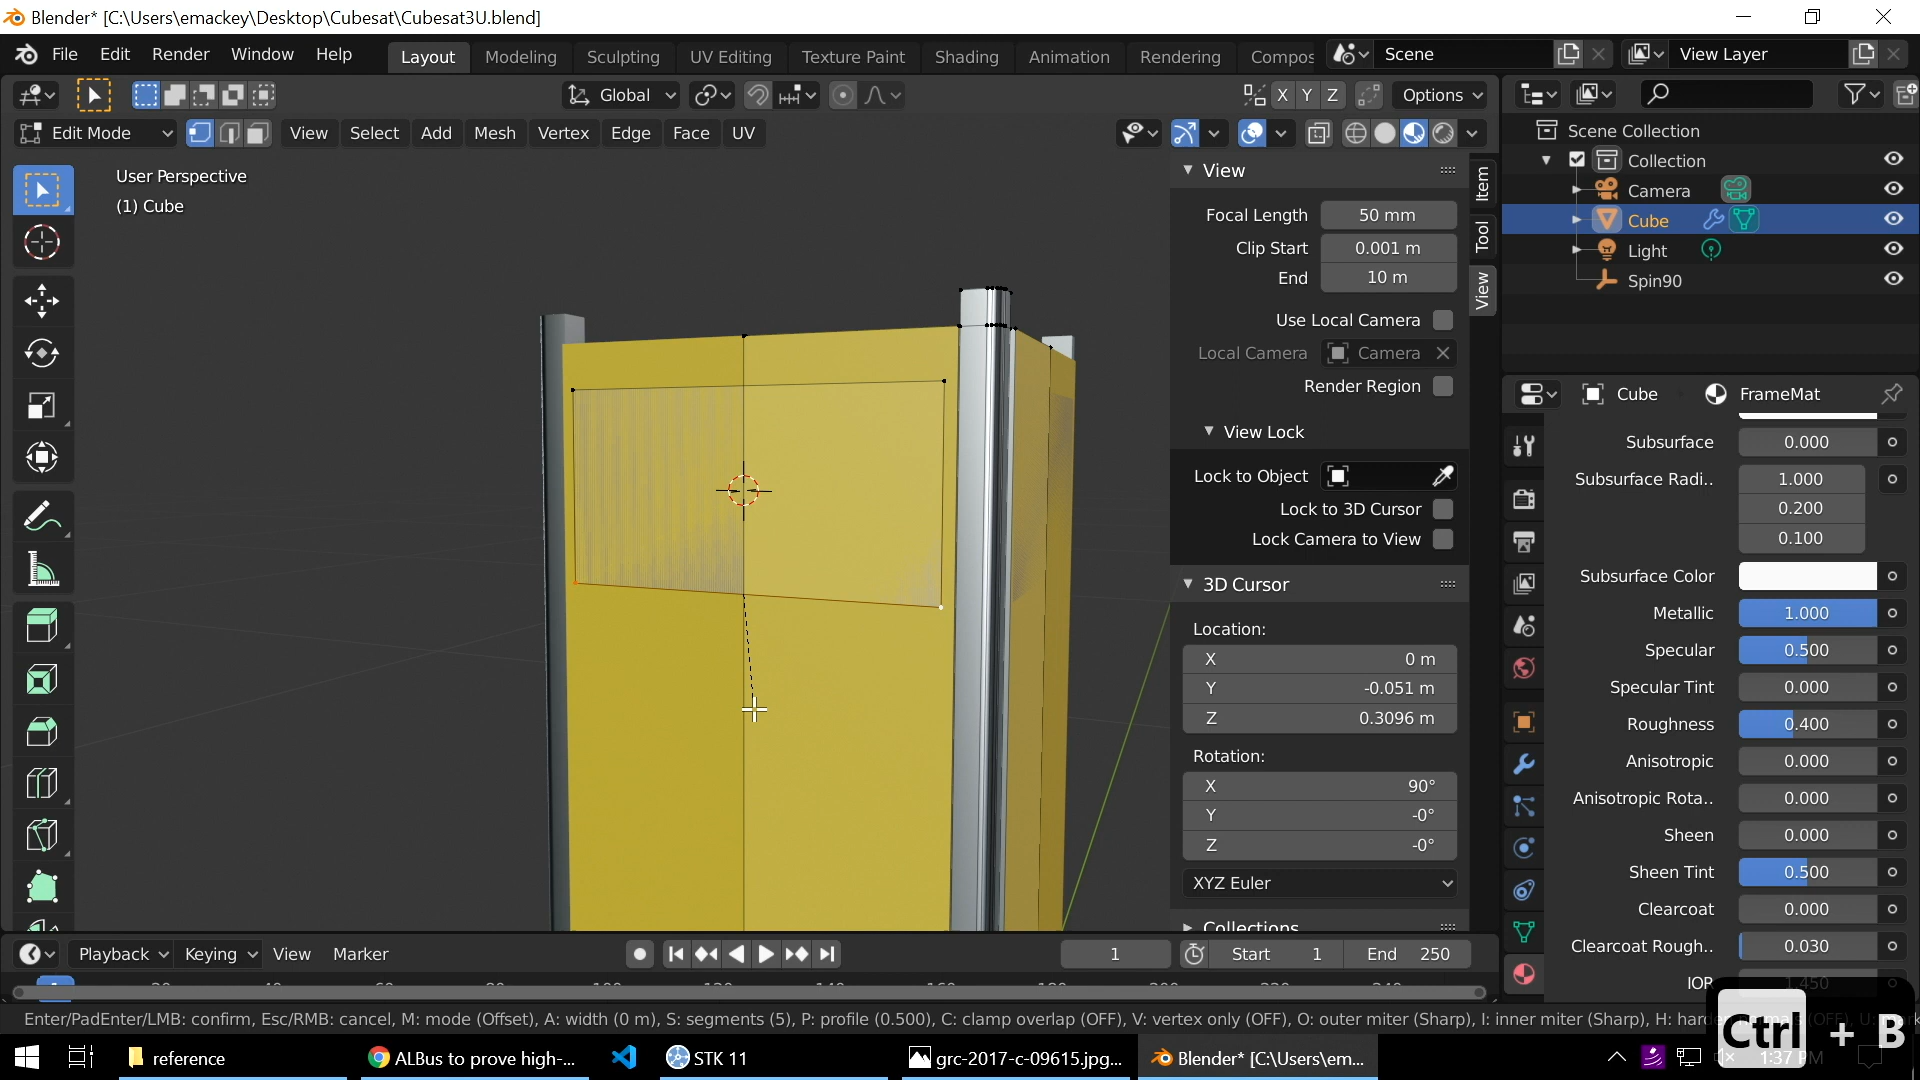 Blender* [C:\Users\emackey\Desktop\Cubesat\Cubesat3U.blend]
File Edit Render Window Help Layout Modeling Sculpting UV Editing Texture Paint Shading Animation Rendering Compos Scene View Layer
Global X Y Z Options
Edit Mode View Select Add Mesh Vertex Edge Face UV
User Perspective
(1) Cube
View
Focal Length 50 mm
Clip Start 0.001 m
End 10 m
Use Local Camera
Local Camera Camera
Render Region
View Lock
Lock to Object
Lock to 3D Cursor
Lock Camera to View
3D Cursor
Location:
X 0 m
Y -0.051 m
Z 0.3096 m
Rotation:
X 90°
Y -0°
Z -0°
XYZ Euler
Collections
Item
Tool
View
Scene Collection
Collection
Camera
Cube
Light
Spin90
Cube FrameMat
Subsurface 0.000
Subsurface Radi.. 1.000
0.200
0.100
Subsurface Color
Metallic 1.000
Specular 0.500
Specular Tint 0.000
Roughness 0.400
Anisotropic 0.000
Anisotropic Rota.. 0.000
Sheen 0.000
Sheen Tint 0.500
Clearcoat 0.000
Clearcoat Rough.. 0.030
IOR 1.450
Playback Keying View Marker 1 Start 1 End 250
Enter/PadEnter/LMB: confirm, Esc/RMB: cancel, M: mode (Offset), A: width (0 m), S: segments (5), P: profile (0.500), C: clamp overlap (OFF), V: vertex only (OFF), O: outer miter (Sharp), I: inner miter (Sharp), H:
Ctrl + B
reference ALBus to prove high-... STK 11 grc-2017-c-09615.jpg... Blender* [C:\Users\em... 1:37 PM